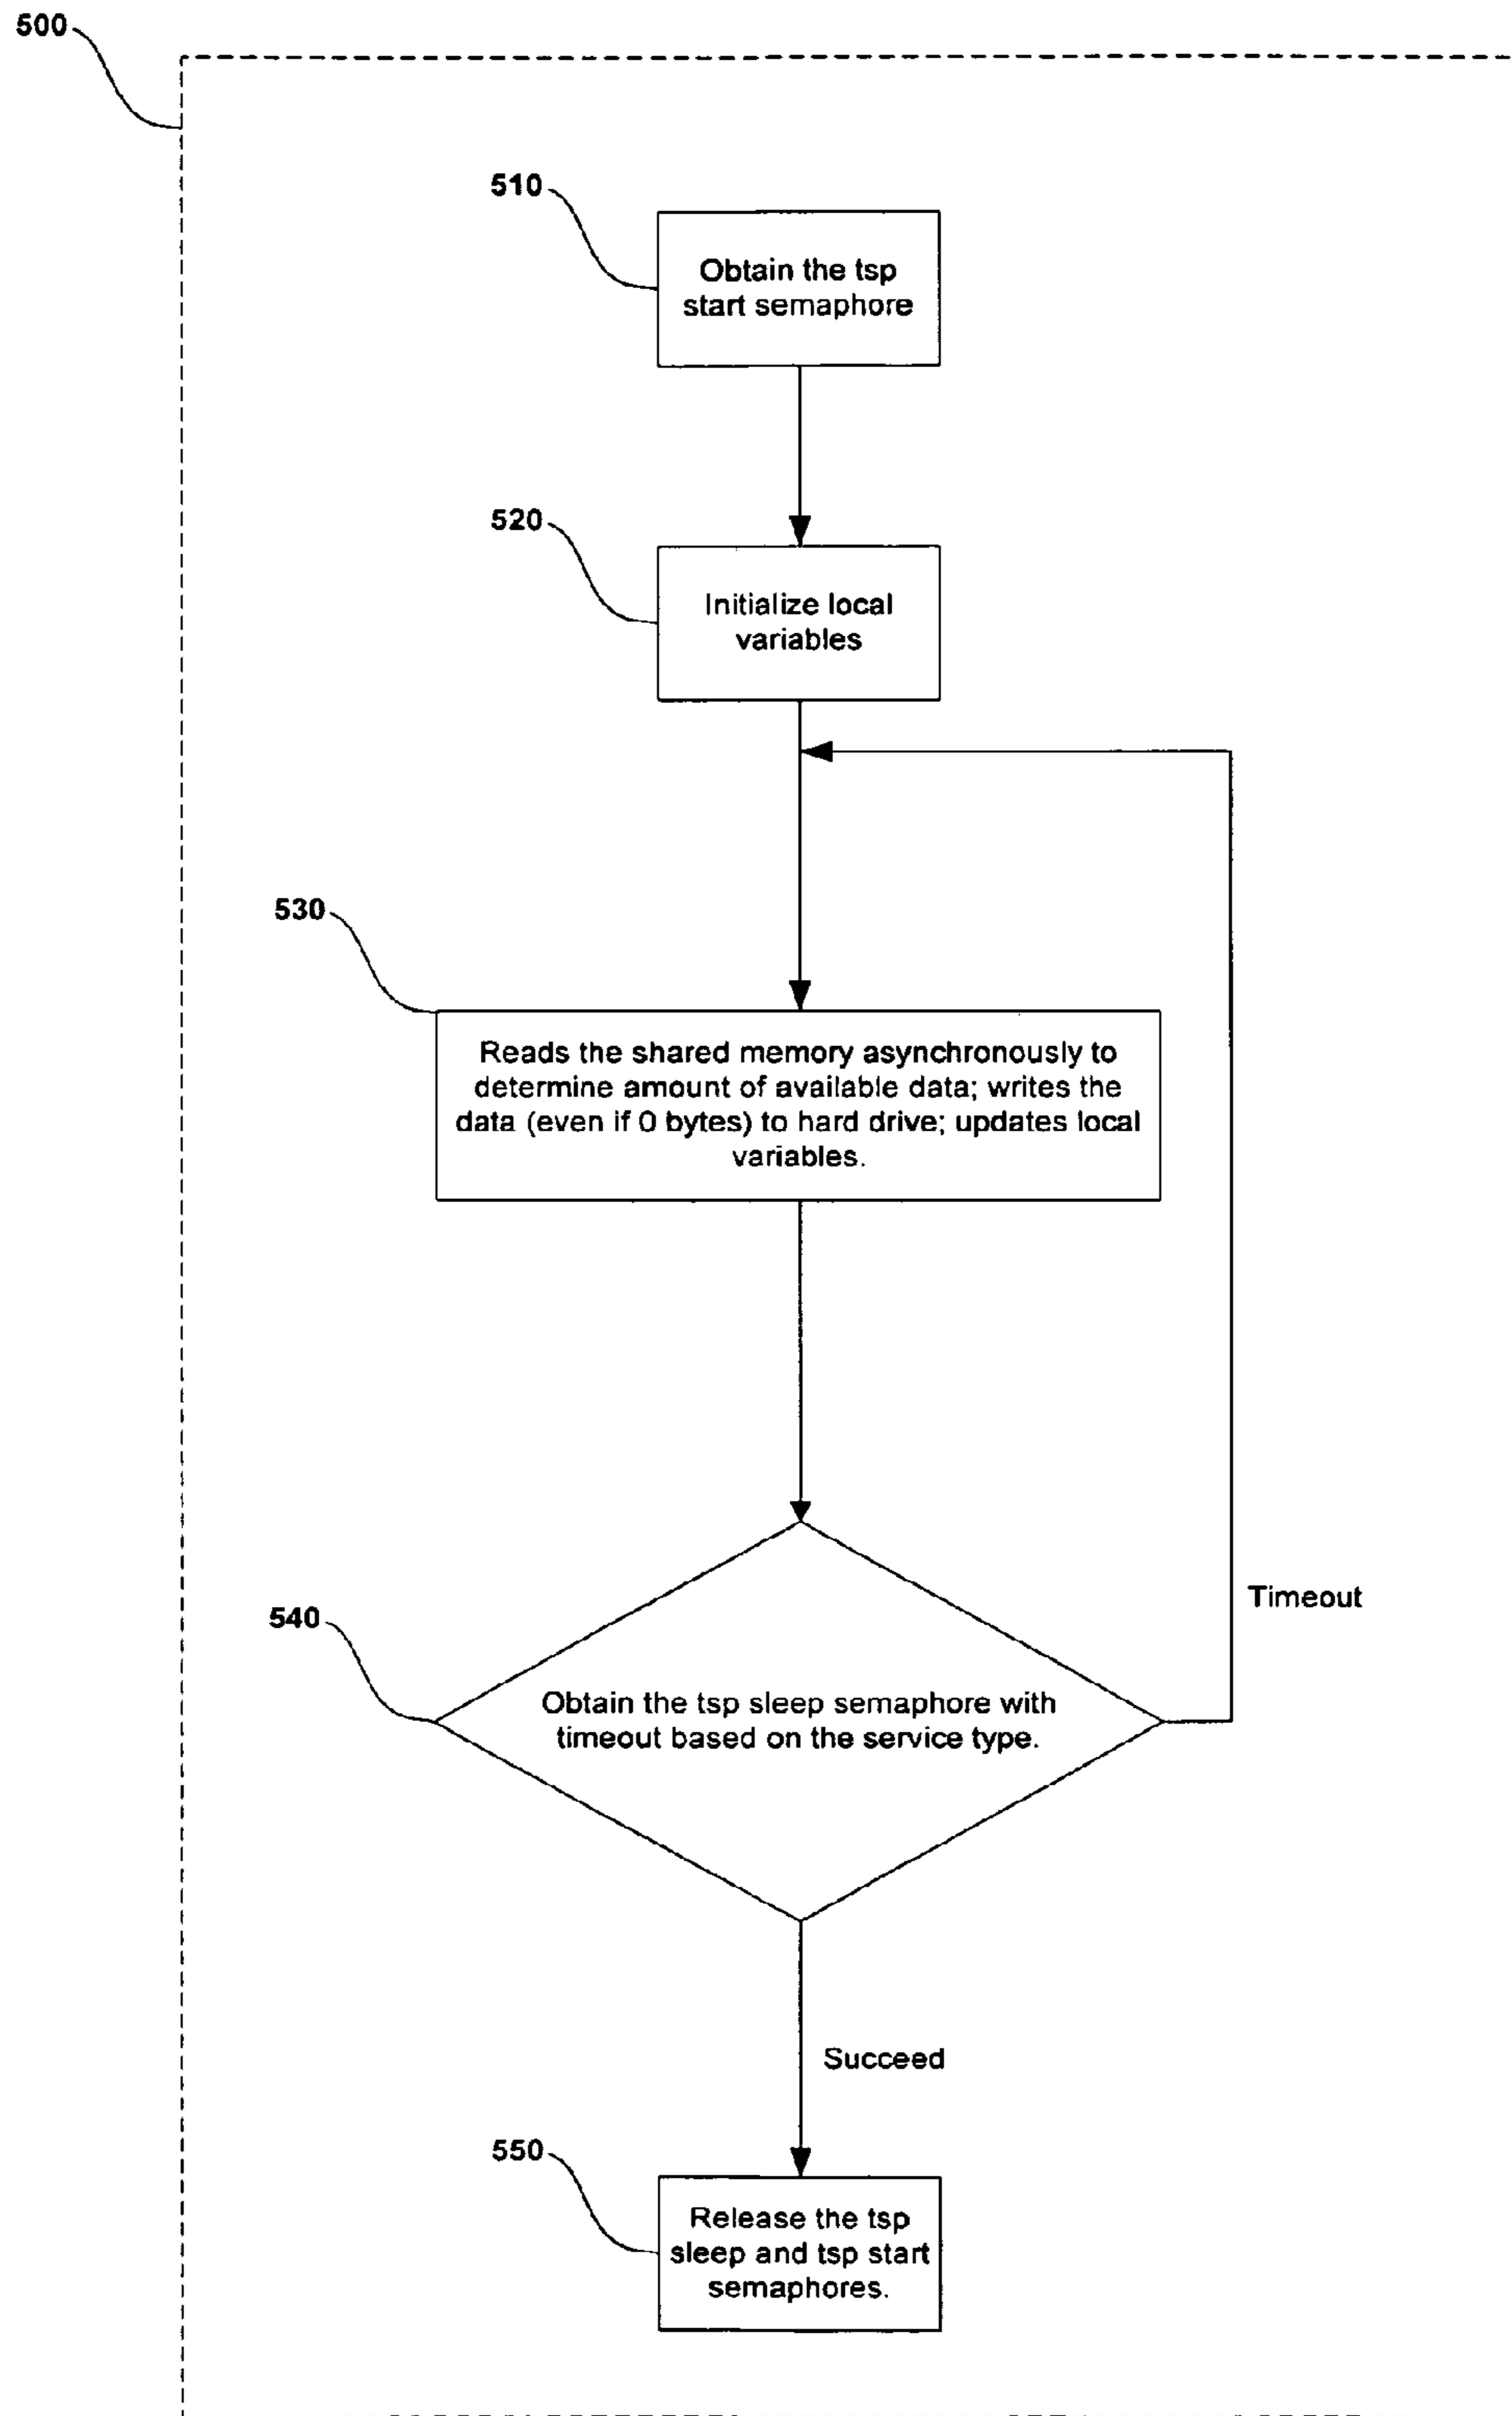 500
510
Obtain the tsp
start semaphore
520
Initialize local
variables
530
Reads the shared memory asynchronously to
determine amount of available data; writes the
data (even if 0 bytes) to hard drive; updates local
variables.
540
Timeout
Obtain the tsp sleep semaphore with
timeout based on the service type.
Succeed
550
Release the tsp
sleep and tsp start
semaphores.